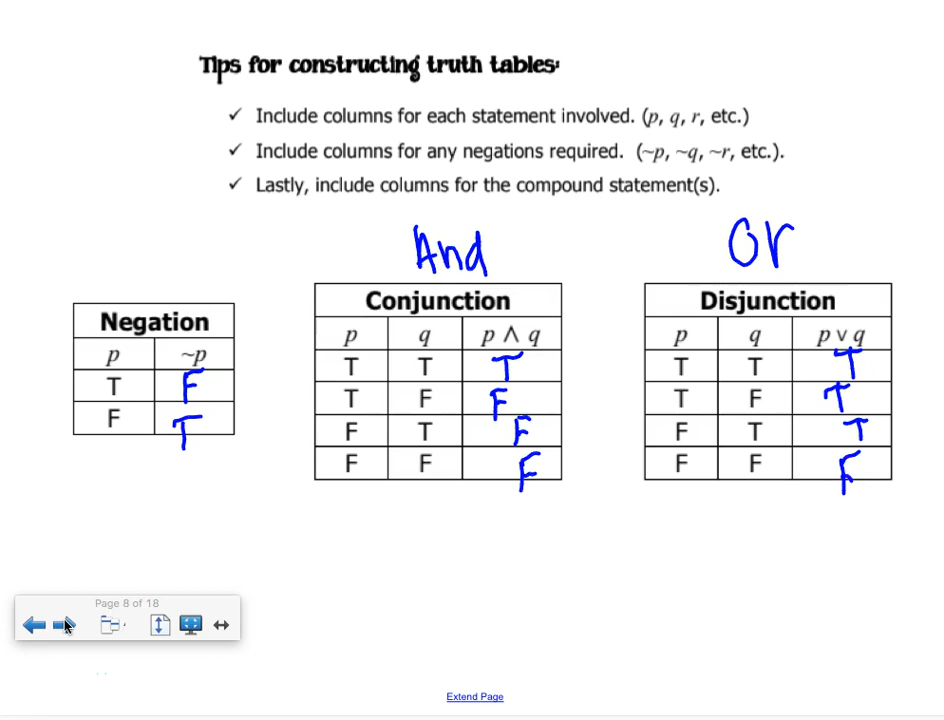 Tips for constructing truth tables:
✓ Include columns for each statement involved. (p, q, r, etc.)
✓ Include columns for any negations required. (~p, ~q, ~r, etc.).
✓ Lastly, include columns for the compound statement(s).
And
Or
Negation
p ~p
T F
F T
Conjunction
p q p ∧ q
T T T
T F F
F T F
F F F
Disjunction
p q p ∨ q
T T T
T F T
F T T
F F F
Page 8 of 18
Extend Page